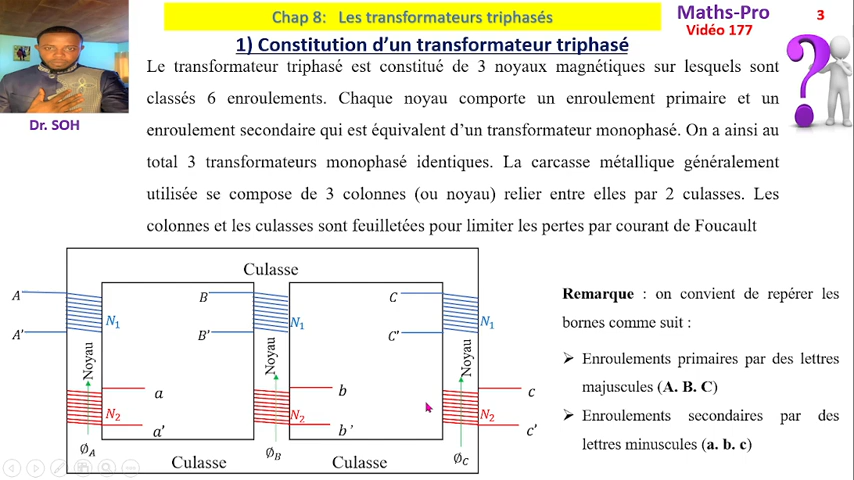 Chap 8: Les transformateurs triphasés
Maths-Pro
Vidéo 177
3
1) Constitution d’un transformateur triphasé
Dr. SOH
Le transformateur triphasé est constitué de 3 noyaux magnétiques sur lesquels sont
classés 6 enroulements. Chaque noyau comporte un enroulement primaire et un
enroulement secondaire qui est équivalent d’un transformateur monophasé. On a ainsi au
total 3 transformateurs monophasé identiques. La carcasse métallique généralement
utilisée se compose de 3 colonnes (ou noyau) relier entre elles par 2 culasses. Les
colonnes et les culasses sont feuilletées pour limiter les pertes par courant de Foucault
Culasse
A
B
C
N1
N1
N1
A'
B'
C'
Noyau
Noyau
Noyau
a
b
c
N2
N2
N2
a'
b'
c'
ØA
ØB
ØC
Culasse
Culasse
Remarque : on convient de repérer les
bornes comme suit :
➢ Enroulements primaires par des lettres
majuscules (A. B. C)
➢ Enroulements secondaires par des
lettres minuscules (a. b. c)